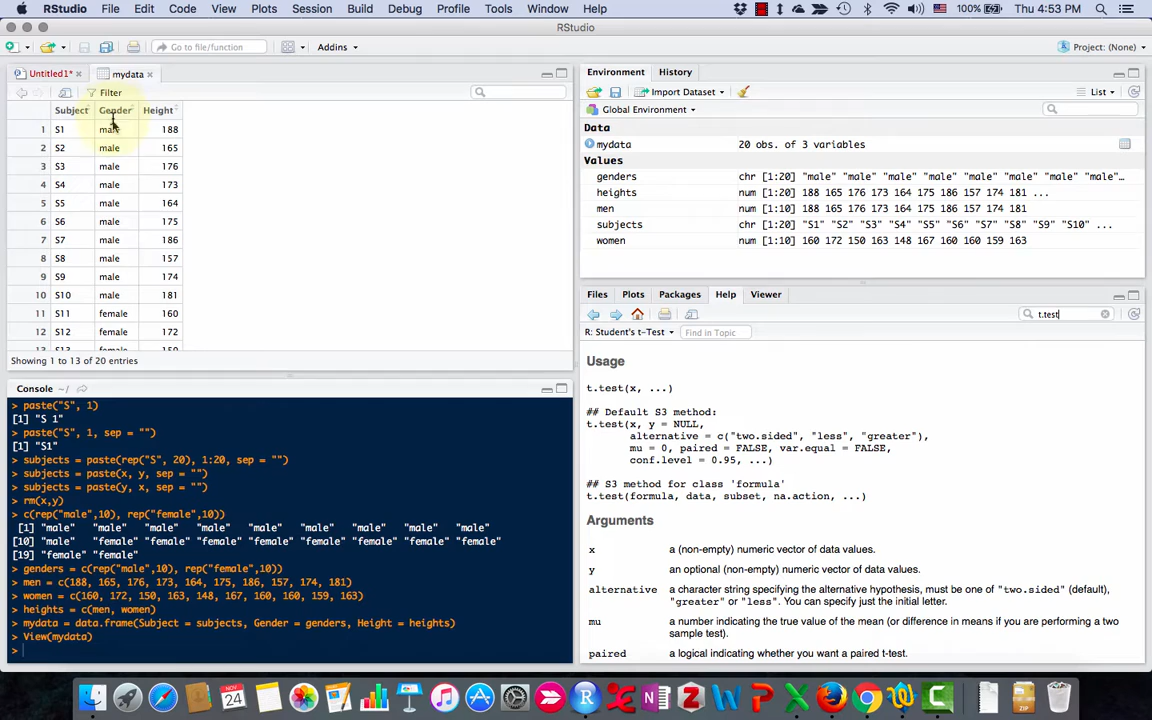 RStudio File Edit Code View Plots Session Build Debug Profile Tools Window Help 100% Thu 4:53 PM
RStudio
Go to file/function Addins Project: (None)
Untitled1* mydata
Filter
Subject Gender Height
1 S1 male 188
2 S2 male 165
3 S3 male 176
4 S4 male 173
5 S5 male 164
6 S6 male 175
7 S7 male 186
8 S8 male 157
9 S9 male 174
10 S10 male 181
11 S11 female 160
12 S12 female 172
13 S13 female 150
Showing 1 to 13 of 20 entries
Console ~/
> paste("S", 1)
[1] "S 1"
> paste("S", 1, sep = "")
[1] "S1"
> subjects = paste(rep("S", 20), 1:20, sep = "")
> subjects = paste(x, y, sep = "")
> subjects = paste(y, x, sep = "")
> rm(x,y)
> c(rep("male",10), rep("female",10))
[1] "male" "male" "male" "male" "male" "male" "male" "male" "male"
[10] "male" "female" "female" "female" "female" "female" "female" "female" "female"
[19] "female" "female"
> genders = c(rep("male",10), rep("female",10))
> men = c(188, 165, 176, 173, 164, 175, 186, 157, 174, 181)
> women = c(160, 172, 150, 163, 148, 167, 160, 160, 159, 163)
> heights = c(men, women)
> mydata = data.frame(Subject = subjects, Gender = genders, Height = heights)
> View(mydata)
>
Environment History
Import Dataset List
Global Environment
Data
mydata 20 obs. of 3 variables
Values
genders chr [1:20] "male" "male" "male" "male" "male" "male" "male"…
heights num [1:20] 188 165 176 173 164 175 186 157 174 181 ...
men num [1:10] 188 165 176 173 164 175 186 157 174 181
subjects chr [1:20] "S1" "S2" "S3" "S4" "S5" "S6" "S7" "S8" "S9" "S10" ...
women num [1:10] 160 172 150 163 148 167 160 160 159 163
Files Plots Packages Help Viewer
t.test
R: Student's t-Test Find in Topic
Usage
t.test(x, ...)
## Default S3 method:
t.test(x, y = NULL,
alternative = c("two.sided", "less", "greater"),
mu = 0, paired = FALSE, var.equal = FALSE,
conf.level = 0.95, ...)
## S3 method for class 'formula'
t.test(formula, data, subset, na.action, ...)
Arguments
x a (non-empty) numeric vector of data values.
y an optional (non-empty) numeric vector of data values.
alternative a character string specifying the alternative hypothesis, must be one of "two.sided" (default),
"greater" or "less". You can specify just the initial letter.
mu a number indicating the true value of the mean (or difference in means if you are performing a two
sample test).
paired a logical indicating whether you want a paired t-test.
NOV
24
ZIP